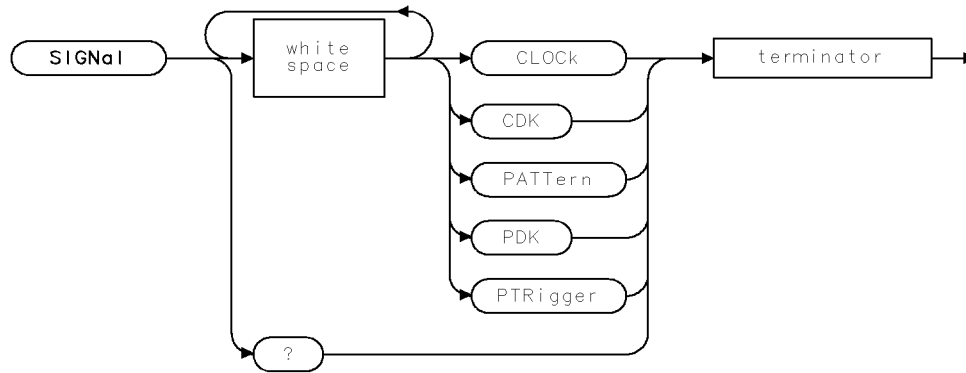 SIGNal
white
space
CLOCk
terminator
CDK
PATTern
PDK
PTRigger
?